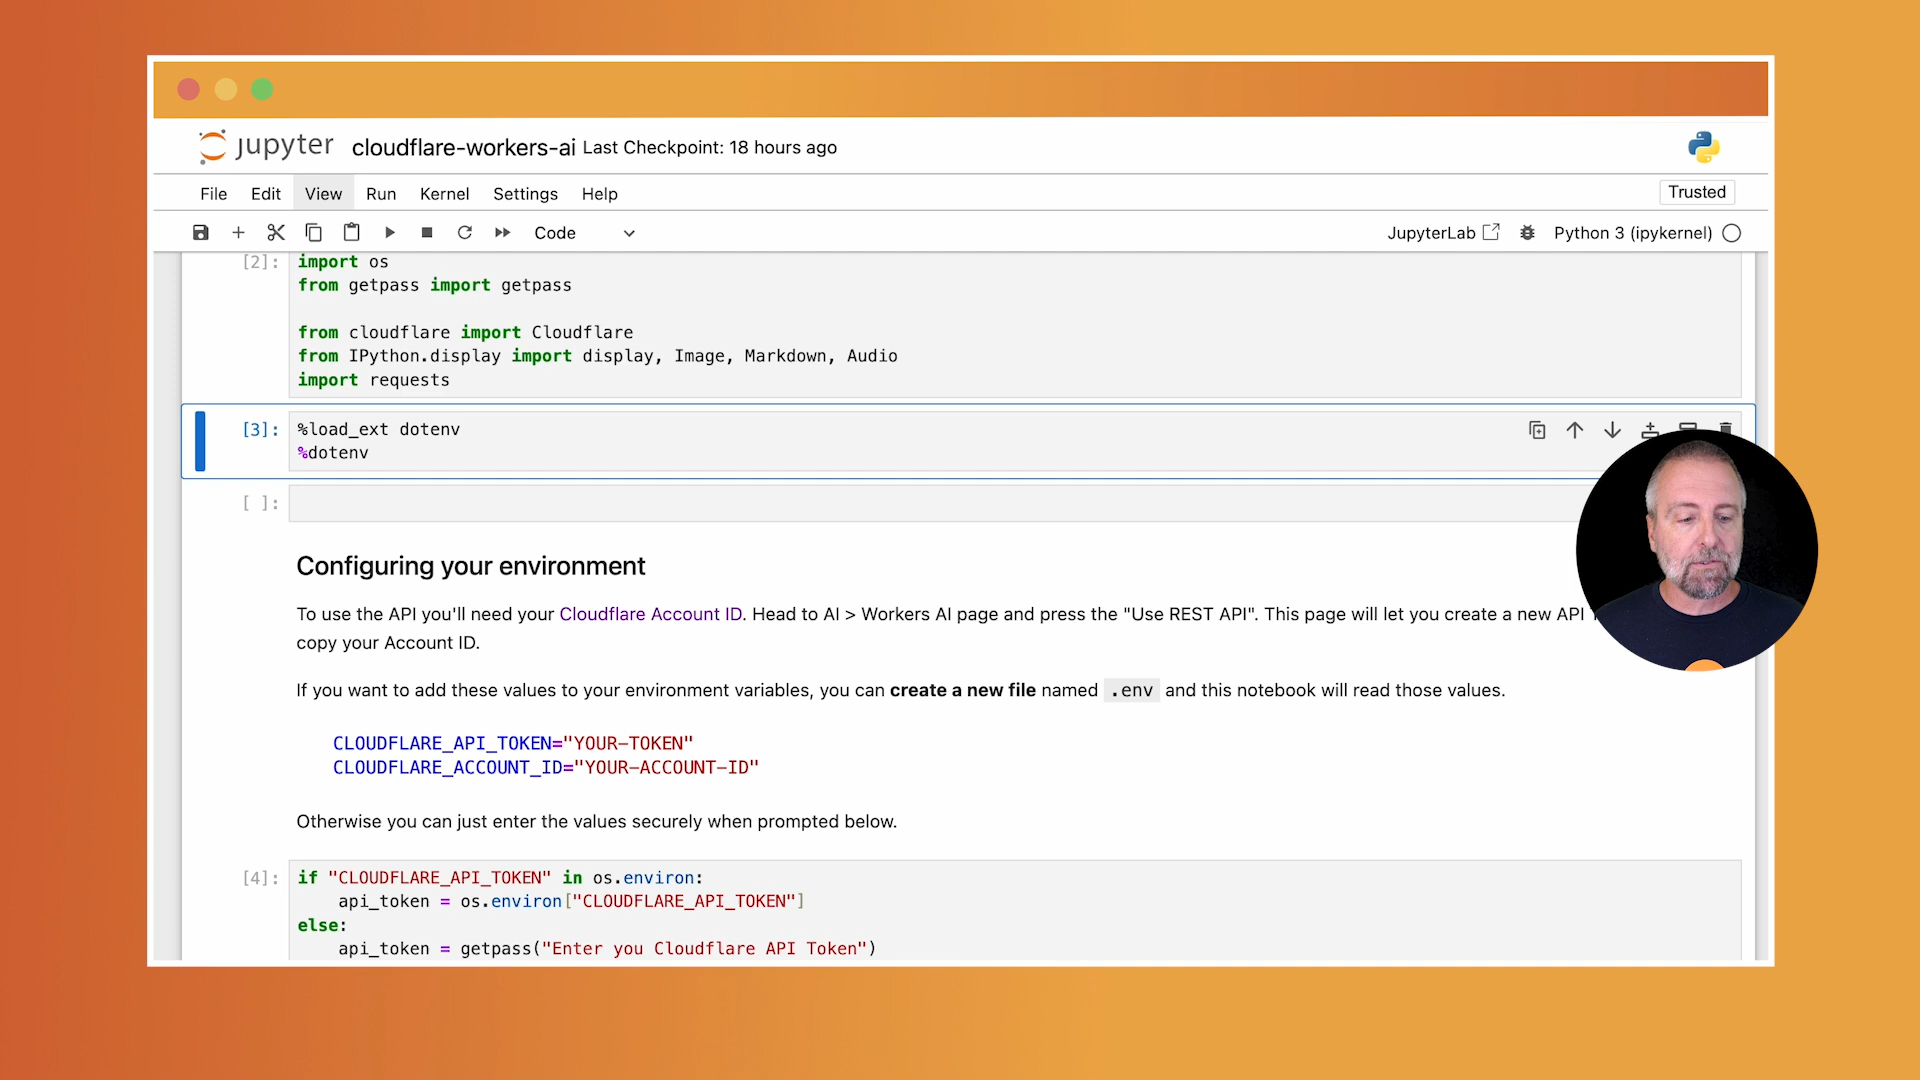 jupyter cloudflare-workers-ai Last Checkpoint: 18 hours ago
File Edit View Run Kernel Settings Help Trusted
Code JupyterLab Python 3 (ipykernel)
[2]: import os
from getpass import getpass
from cloudflare import Cloudflare
from IPython.display import display, Image, Markdown, Audio
import requests
[3]: %load_ext dotenv
%dotenv
[ ]:
Configuring your environment
To use the API you'll need your Cloudflare Account ID. Head to AI > Workers AI page and press the "Use REST API". This page will let you create a new API
copy your Account ID.
If you want to add these values to your environment variables, you can create a new file named .env and this notebook will read those values.
CLOUDFLARE_API_TOKEN="YOUR-TOKEN"
CLOUDFLARE_ACCOUNT_ID="YOUR-ACCOUNT-ID"
Otherwise you can just enter the values securely when prompted below.
[4]: if "CLOUDFLARE_API_TOKEN" in os.environ:
api_token = os.environ["CLOUDFLARE_API_TOKEN"]
else:
api_token = getpass("Enter you Cloudflare API Token")